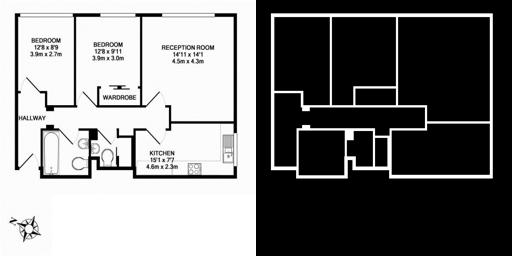 BEDROOM
12'8 x 8'9
3.9m x 2.7m
BEDROOM
12'8 x 9'11
3.9m x 3.0m
RECEPTION ROOM
14'11 x 14'1
4.5m x 4.3m
WARDROBE
HALLWAY
KITCHEN
15'1 x 7'7
4.6m x 2.3m
N